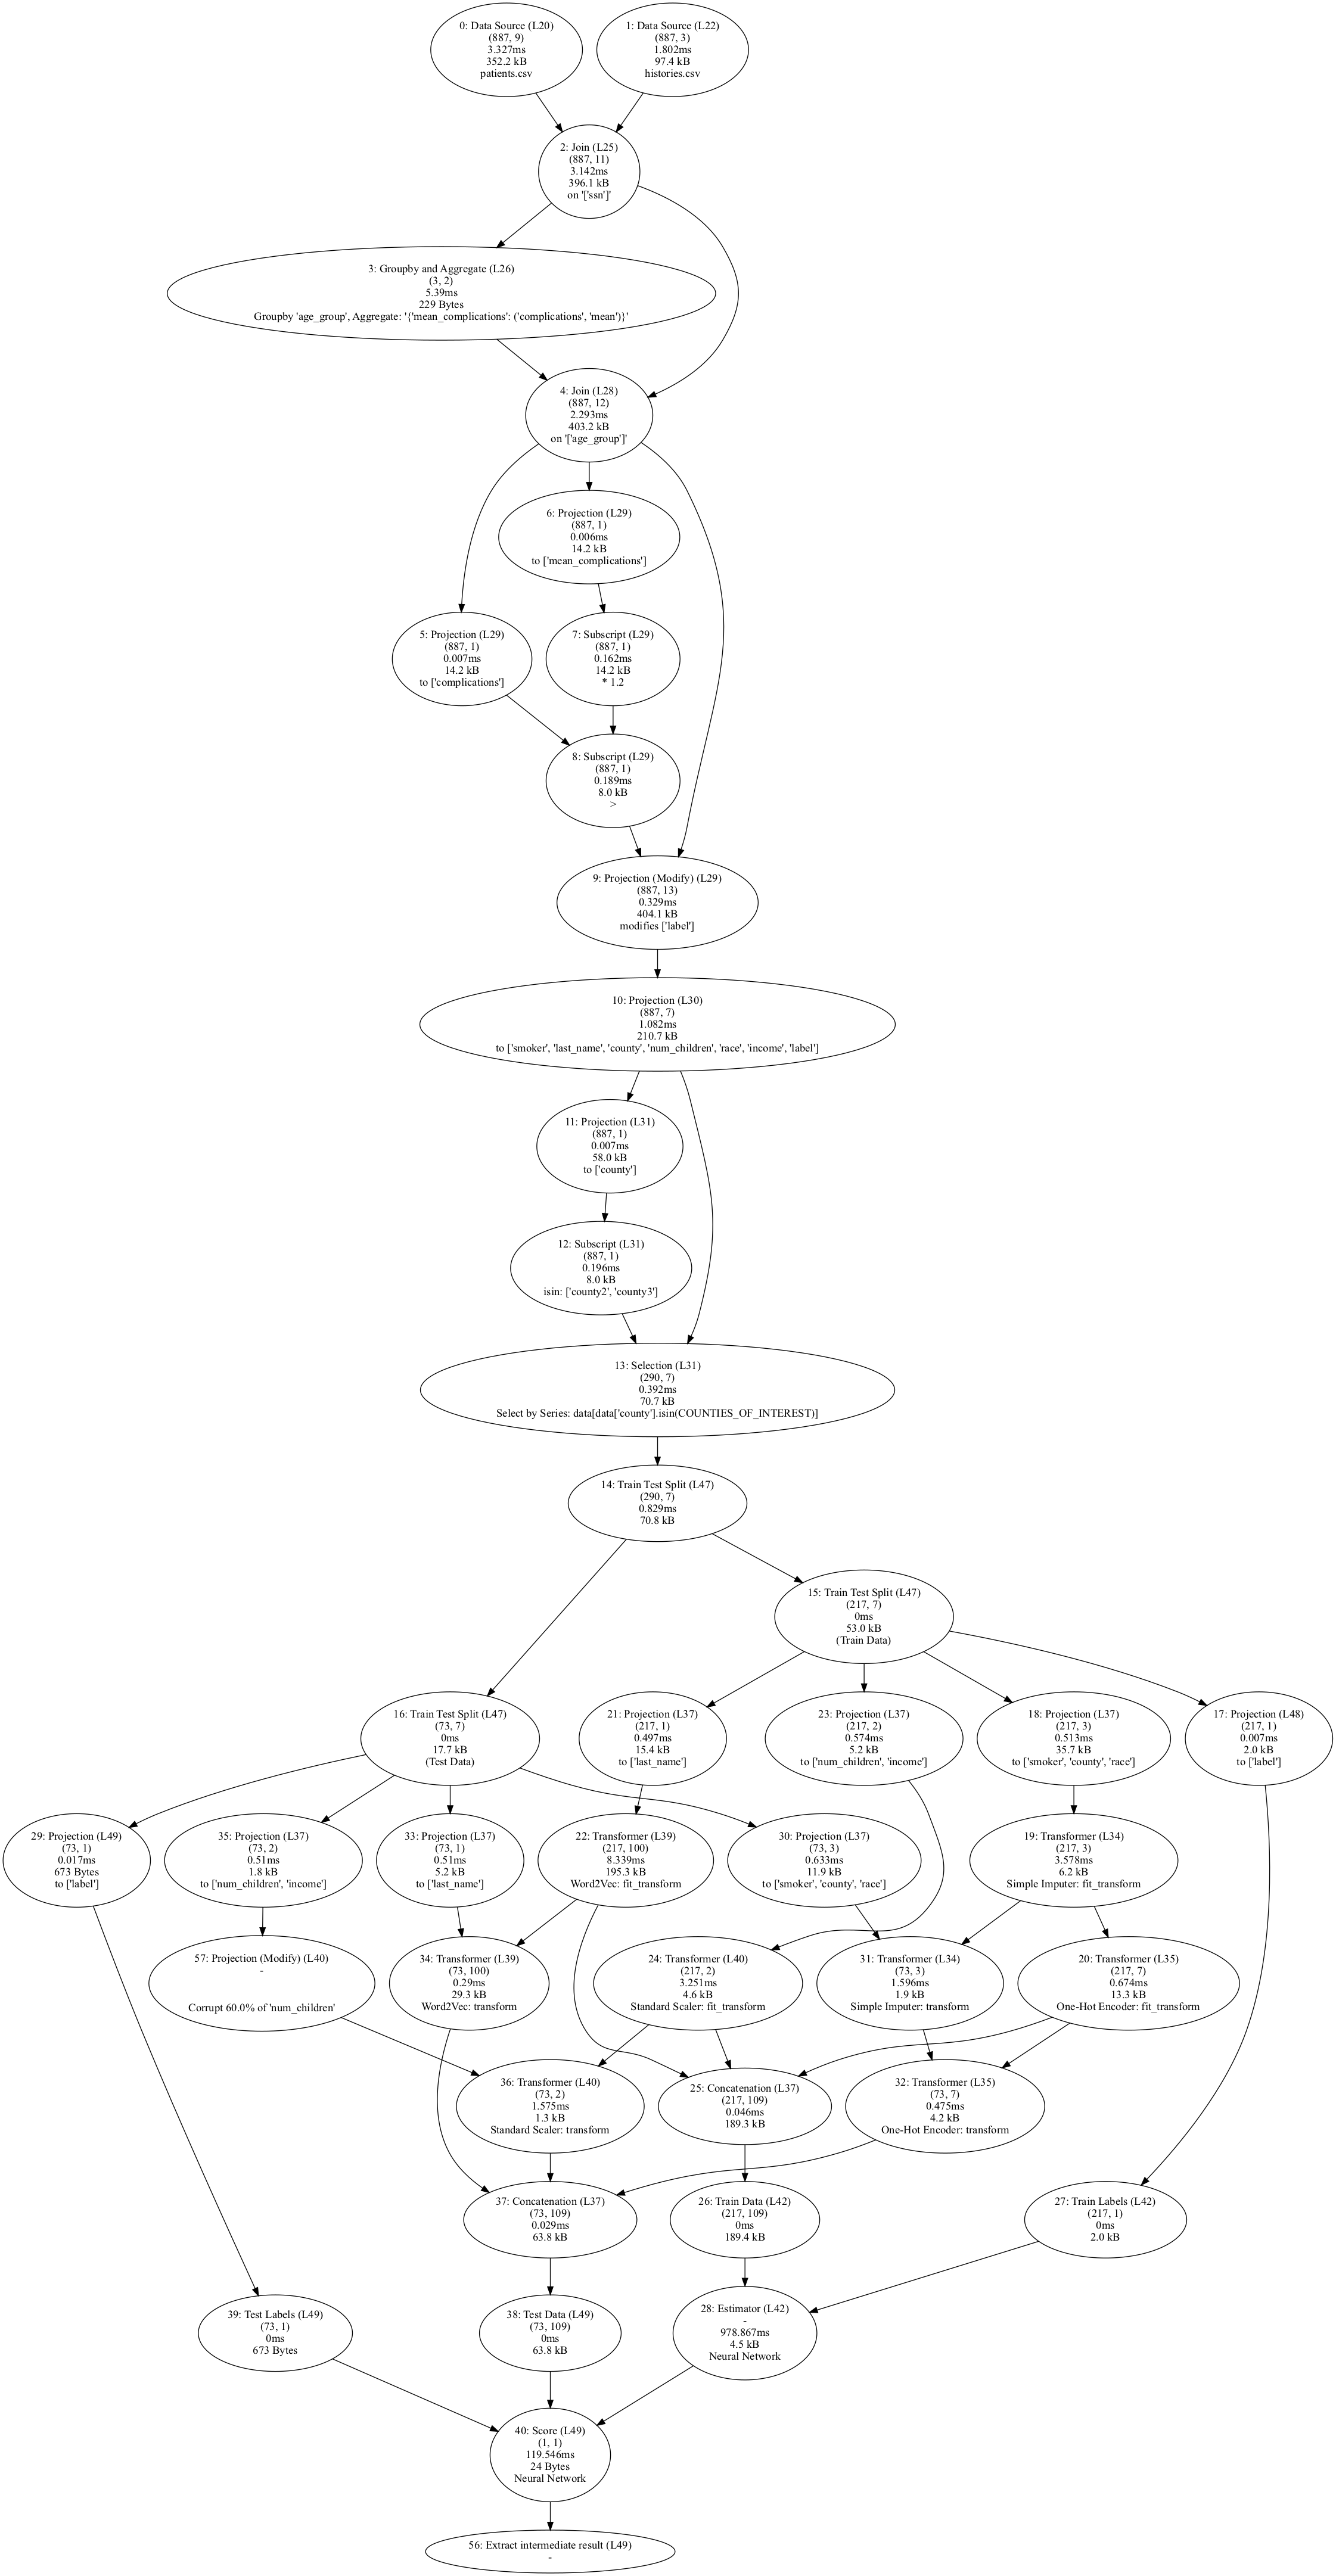 0: Data Source (L20)
(887, 9)
3.327ms
352.2 kB
patients.csv
1: Data Source (L22)
(887, 3)
1.802ms
97.4 kB
histories.csv
2: Join (L25)
(887, 11)
3.142ms
396.1 kB
on '['ssn']'
3: Groupby and Aggregate (L26)
(3, 2)
5.39ms
229 Bytes
Groupby 'age_group', Aggregate: '{'mean_complications': ('complications', 'mean')}'
4: Join (L28)
(887, 12)
2.293ms
403.2 kB
on '['age_group']'
6: Projection (L29)
(887, 1)
0.006ms
14.2 kB
to ['mean_complications']
5: Projection (L29)
(887, 1)
0.007ms
14.2 kB
to ['complications']
7: Subscript (L29)
(887, 1)
0.162ms
14.2 kB
* 1.2
8: Subscript (L29)
(887, 1)
0.189ms
8.0 kB
>
9: Projection (Modify) (L29)
(887, 13)
0.329ms
404.1 kB
modifies ['label']
10: Projection (L30)
(887, 7)
1.082ms
210.7 kB
to ['smoker', 'last_name', 'county', 'num_children', 'race', 'income', 'label']
11: Projection (L31)
(887, 1)
0.007ms
58.0 kB
to ['county']
12: Subscript (L31)
(887, 1)
0.196ms
8.0 kB
isin: ['county2', 'county3']
13: Selection (L31)
(290, 7)
0.392ms
70.7 kB
Select by Series: data[data['county'].isin(COUNTIES_OF_INTEREST)]
14: Train Test Split (L47)
(290, 7)
0.829ms
70.8 kB
15: Train Test Split (L47)
(217, 7)
0ms
53.0 kB
(Train Data)
16: Train Test Split (L47)
(73, 7)
0ms
17.7 kB
(Test Data)
21: Projection (L37)
(217, 1)
0.497ms
15.4 kB
to ['last_name']
23: Projection (L37)
(217, 2)
0.574ms
5.2 kB
to ['num_children', 'income']
18: Projection (L37)
(217, 3)
0.513ms
35.7 kB
to ['smoker', 'county', 'race']
17: Projection (L48)
(217, 1)
0.007ms
2.0 kB
to ['label']
29: Projection (L49)
(73, 1)
0.017ms
673 Bytes
to ['label']
35: Projection (L37)
(73, 2)
0.51ms
1.8 kB
to ['num_children', 'income']
33: Projection (L37)
(73, 1)
0.51ms
5.2 kB
to ['last_name']
22: Transformer (L39)
(217, 100)
8.339ms
195.3 kB
Word2Vec: fit_transform
30: Projection (L37)
(73, 3)
0.633ms
11.9 kB
to ['smoker', 'county', 'race']
19: Transformer (L34)
(217, 3)
3.578ms
6.2 kB
Simple Imputer: fit_transform
57: Projection (Modify) (L40)
-
Corrupt 60.0% of 'num_children'
34: Transformer (L39)
(73, 100)
0.29ms
29.3 kB
Word2Vec: transform
24: Transformer (L40)
(217, 2)
3.251ms
4.6 kB
Standard Scaler: fit_transform
31: Transformer (L34)
(73, 3)
1.596ms
1.9 kB
Simple Imputer: transform
20: Transformer (L35)
(217, 7)
0.674ms
13.3 kB
One-Hot Encoder: fit_transform
36: Transformer (L40)
(73, 2)
1.575ms
1.3 kB
Standard Scaler: transform
25: Concatenation (L37)
(217, 109)
0.046ms
189.3 kB
32: Transformer (L35)
(73, 7)
0.475ms
4.2 kB
One-Hot Encoder: transform
37: Concatenation (L37)
(73, 109)
0.029ms
63.8 kB
26: Train Data (L42)
(217, 109)
0ms
189.4 kB
27: Train Labels (L42)
(217, 1)
0ms
2.0 kB
39: Test Labels (L49)
(73, 1)
0ms
673 Bytes
38: Test Data (L49)
(73, 109)
0ms
63.8 kB
28: Estimator (L42)
-
978.867ms
4.5 kB
Neural Network
40: Score (L49)
(1, 1)
119.546ms
24 Bytes
Neural Network
56: Extract intermediate result (L49)
-